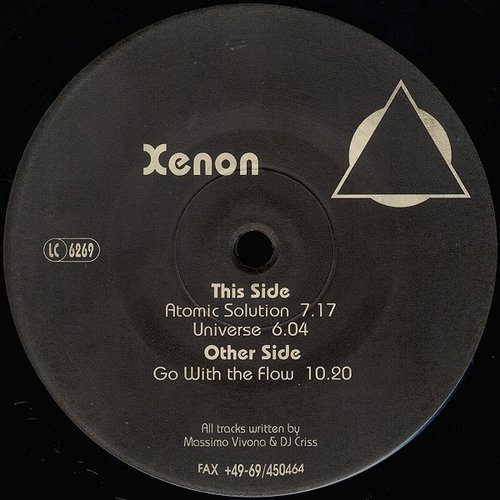 Xenon
LC 6269
This Side
Atomic Solution 7.17
Universe 6.04
Other Side
Go With the Flow 10.20
All tracks written by
Massimo Vivona & DJ Criss
FAX +49-69/450464